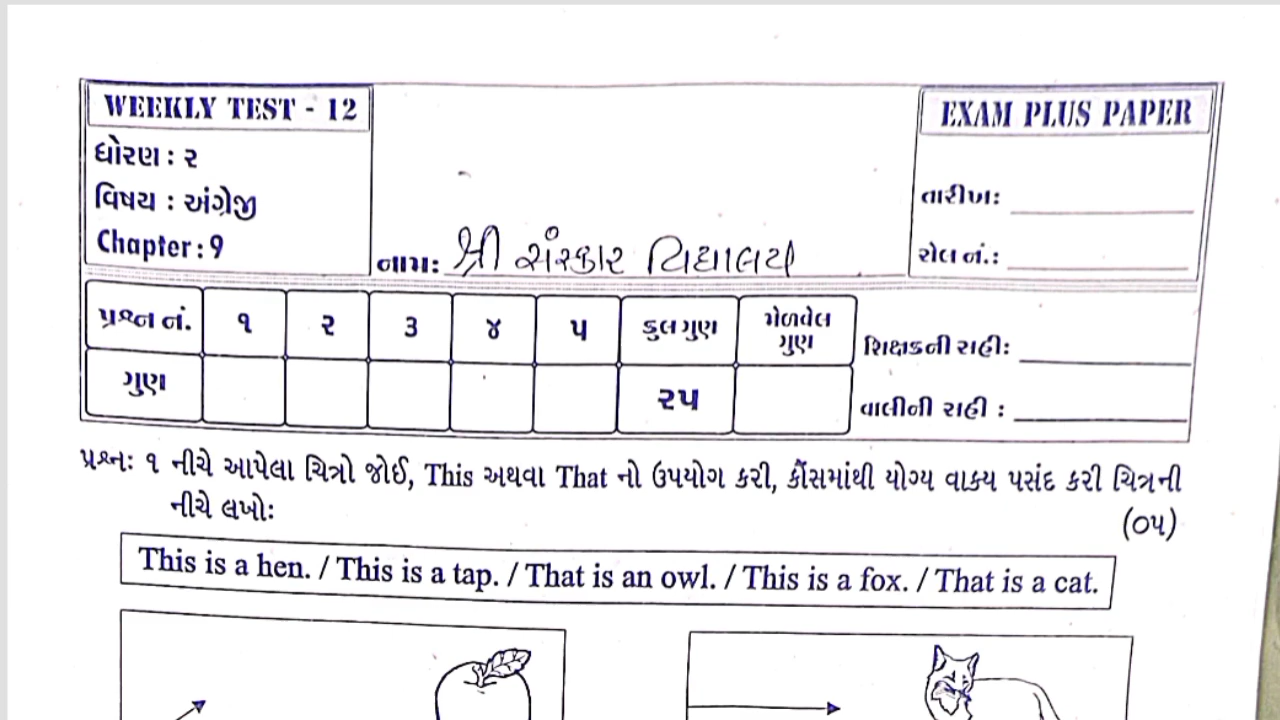 WEEKLY TEST - 12
EXAM PLUS PAPER
ધોરણ : ૨
વિષય : અંગ્રેજી
Chapter : 9
નામ: શ્રી સંસ્કાર વિદ્યાલય
તારીખ:
રોલ નં.:
પ્રશ્ન નં. ૧ ૨ ૩ ૪ ૫ કુલ ગુણ મેળવેલ ગુણ
ગુણ ૨૫
શિક્ષકની સહી:
વાલીની સહી :
પ્રશ્ન: ૧ નીચે આપેલા ચિત્રો જોઈ, This અથવા That નો ઉપયોગ કરી, કૌંસમાંથી યોગ્ય વાક્ય પસંદ કરી ચિત્રની
નીચે લખો: (૦૫)
This is a hen. / This is a tap. / That is an owl. / This is a fox. / That is a cat.